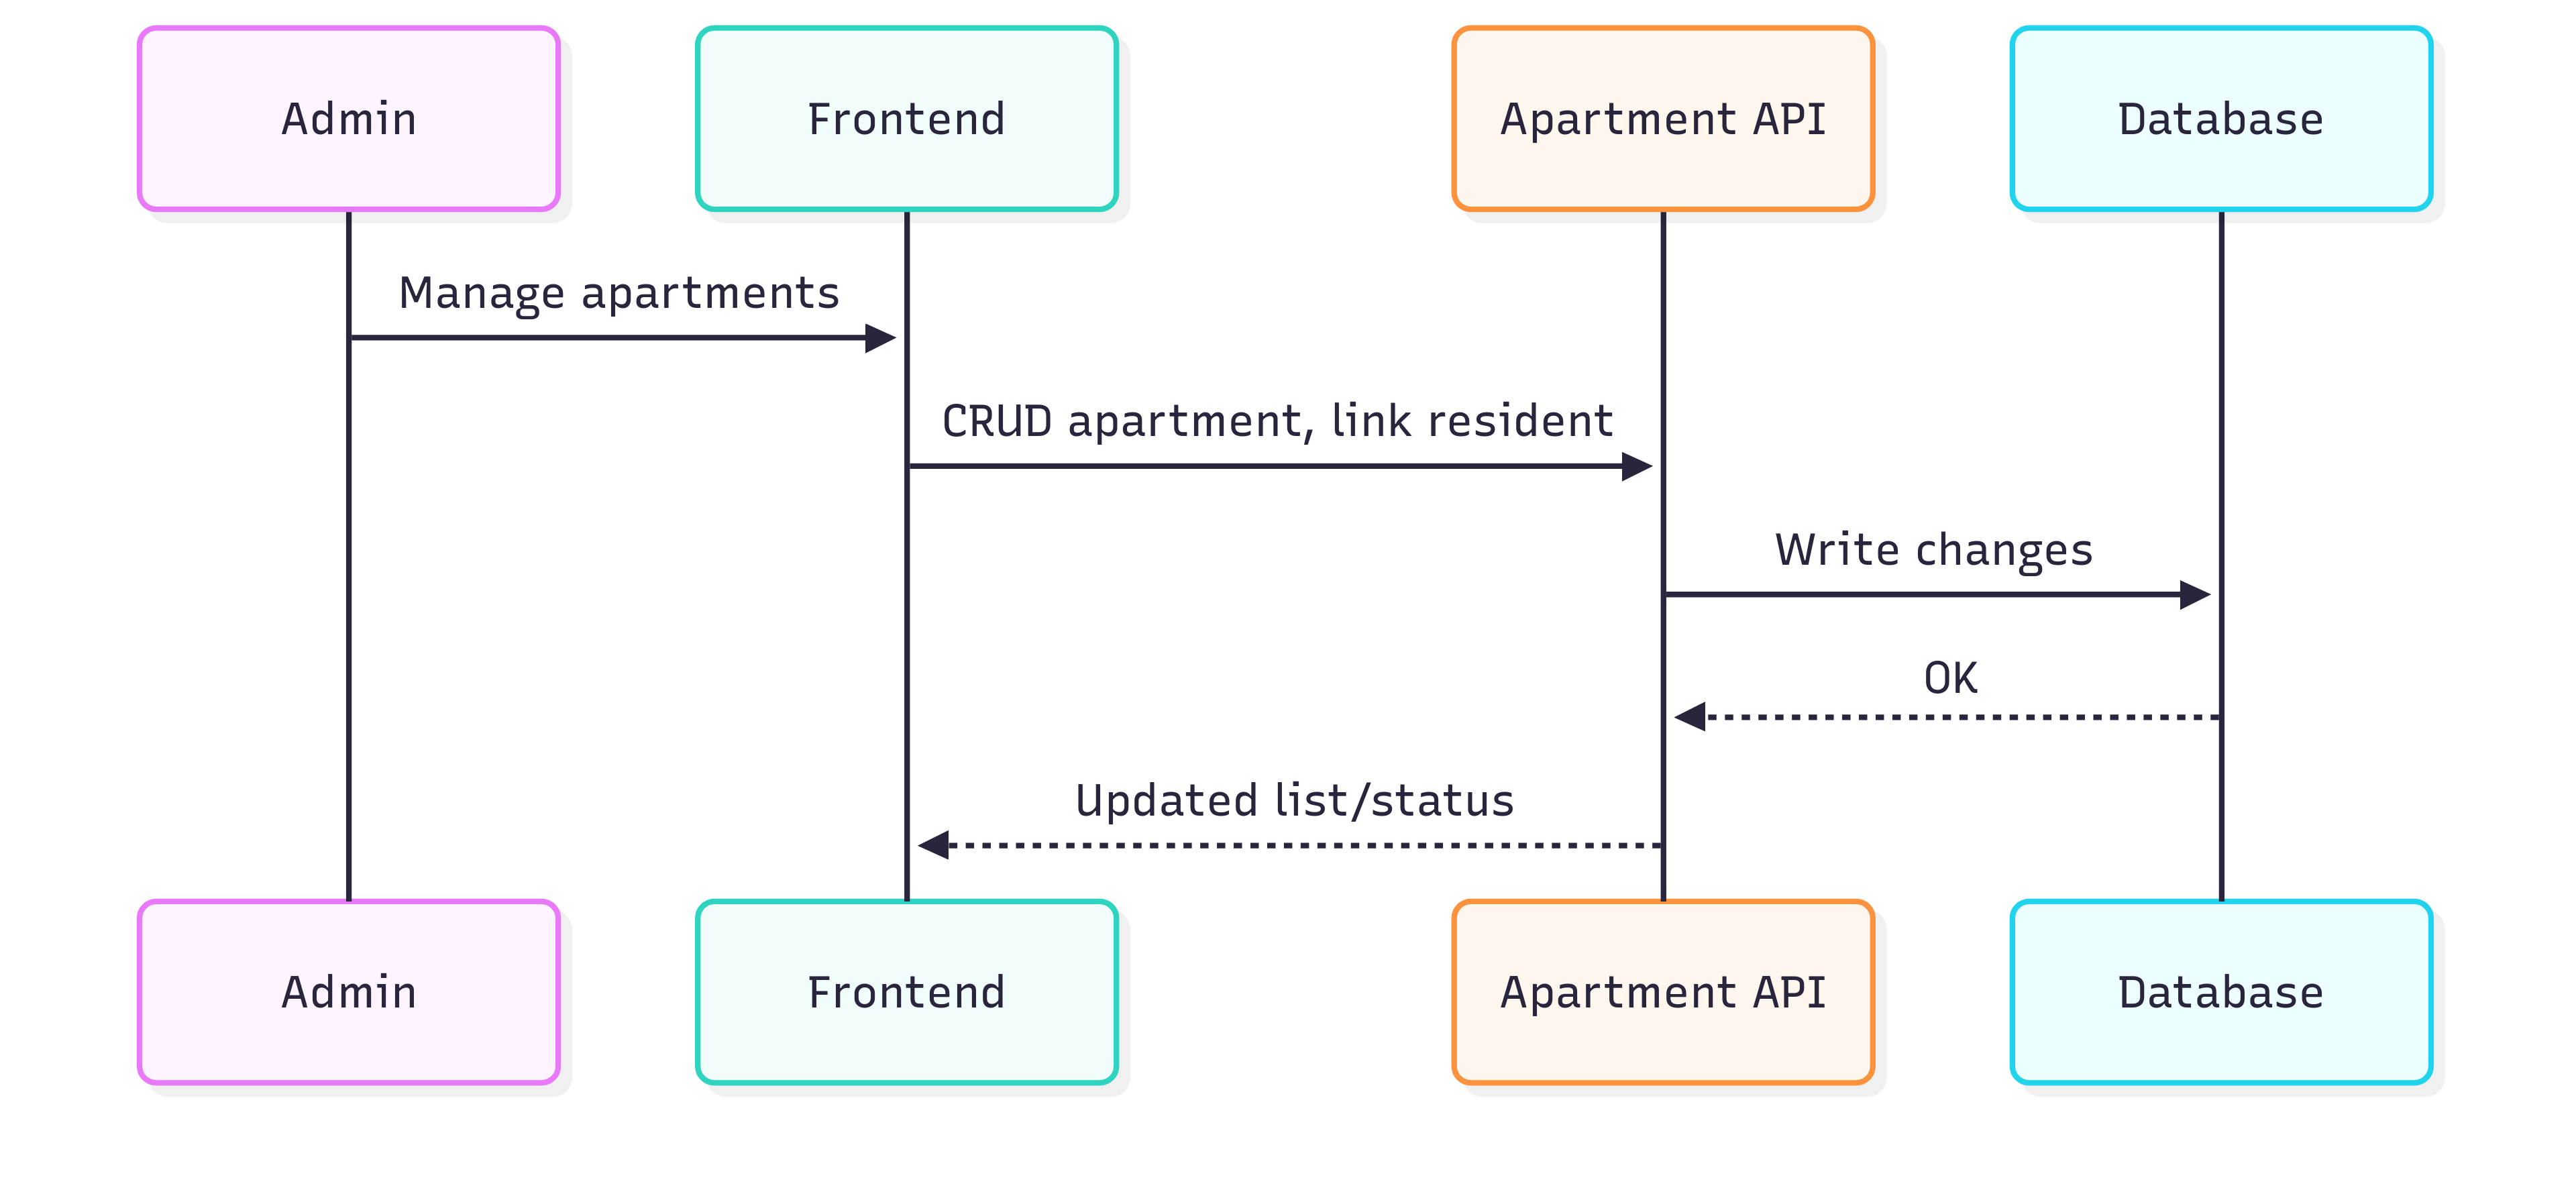 Admin
Frontend
Apartment API
Database
Manage apartments
CRUD apartment, link resident
Write changes
OK
Updated list/status
Admin
Frontend
Apartment API
Database